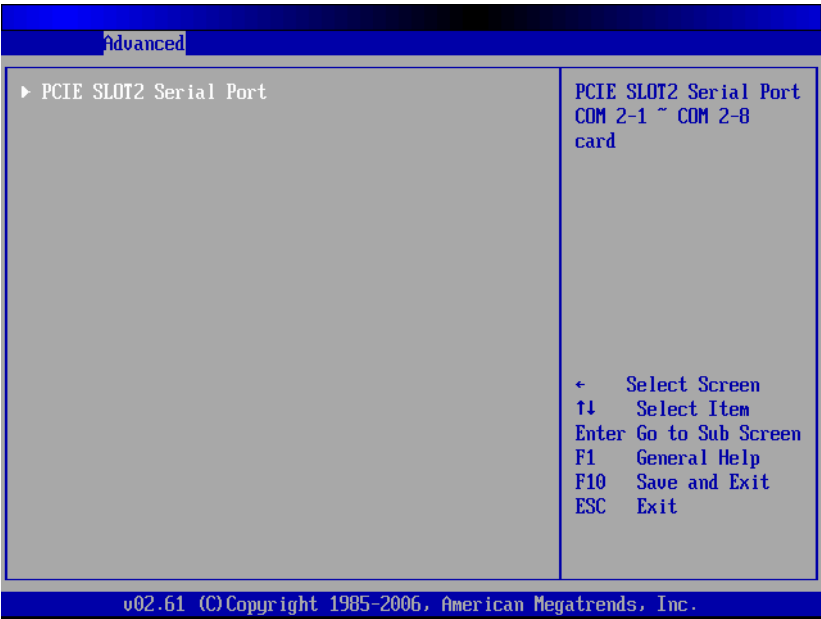 Advanced
PCIE SLOT2 Serial Port
PCIE SLOT2 Serial Port
COM 2-1 ~ COM 2-8
card
← Select Screen
↑↓ Select Item
Enter Go to Sub Screen
F1 General Help
F10 Save and Exit
ESC Exit
v02.61 (C)Copyright 1985-2006, American Megatrends, Inc.